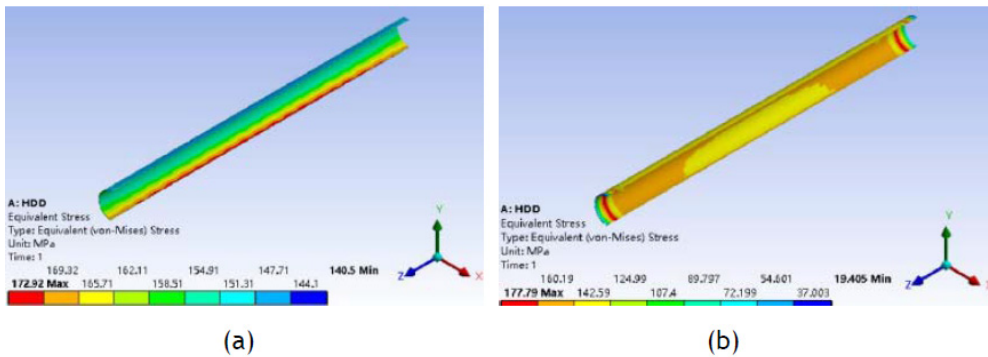 A: HDD
Equivalent Stress
Type: Equivalent (von-Mises) Stress
Unit: MPa
Time: 1
169.32 162.11 154.91 147.71 140.5 Min
172.92 Max 165.71 158.51 151.31 144.1
Y
Z
X
(a)
A: HDD
Equivalent Stress
Type: Equivalent (von-Mises) Stress
Unit: MPa
Time: 1
160.19 124.99 89.797 54.601 19.405 Min
177.79 Max 142.59 107.4 72.199 37.003
Y
Z
X
(b)